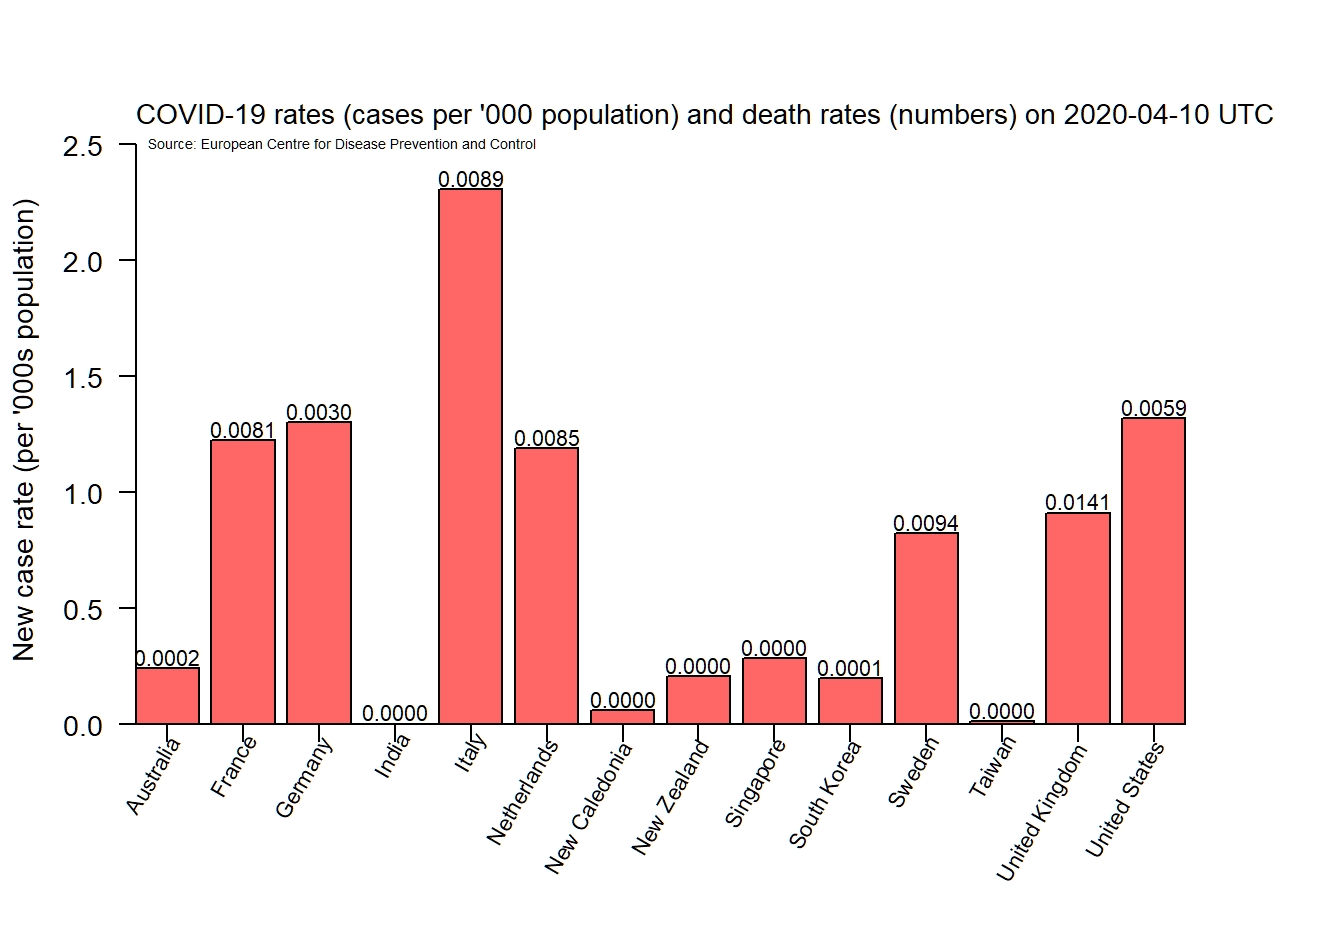 COVID-19 rates (cases per '000 population) and death rates (numbers) on 2020-04-10 UTC
Source: European Centre for Disease Prevention and Control
New case rate (per '000s population)
2.5
2.0
1.5
1.0
0.5
0.0
0.0002
0.0081
0.0030
0.0000
0.0089
0.0085
0.0000
0.0000
0.0000
0.0001
0.0094
0.0000
0.0141
0.0059
Australia
France
Germany
India
Italy
Netherlands
New Caledonia
New Zealand
Singapore
South Korea
Sweden
Taiwan
United Kingdom
United States